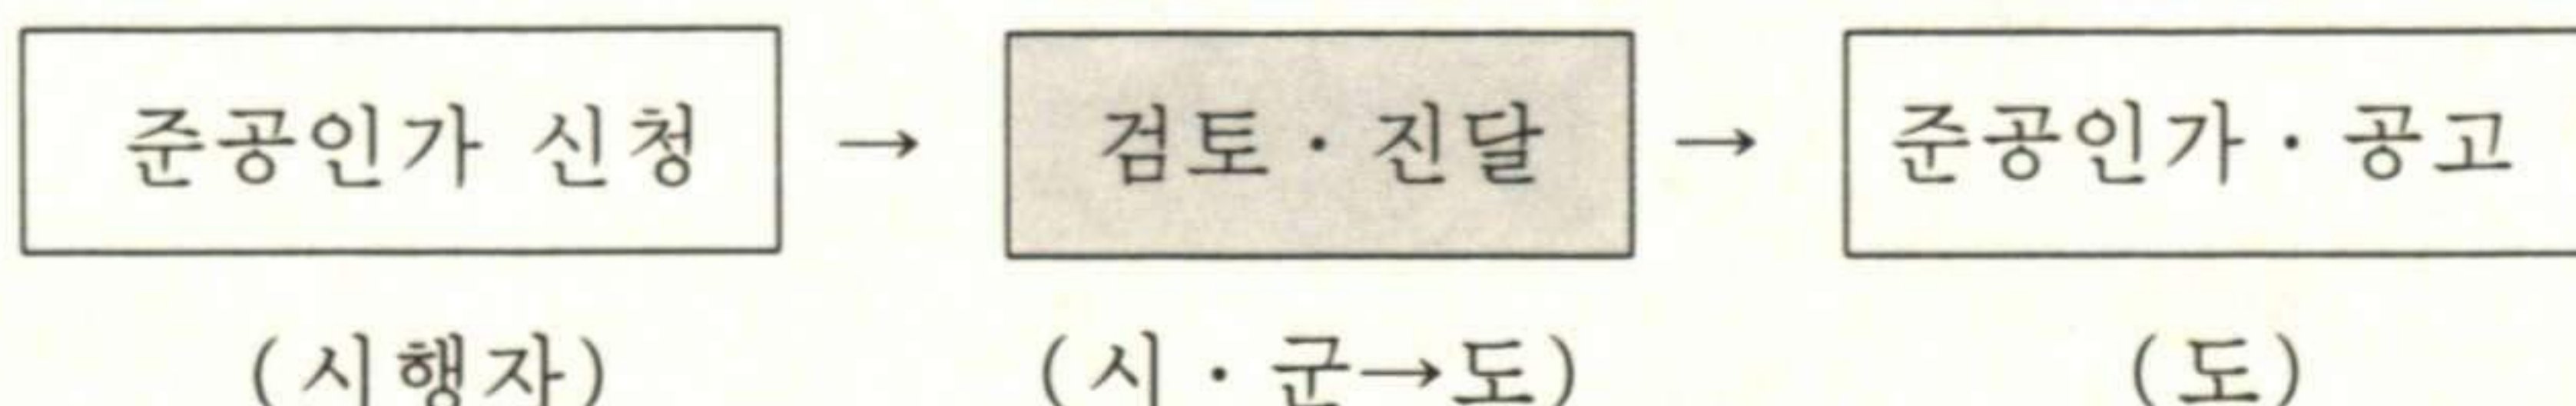 준공인가 신청 → 검토 · 진달 → 준공인가 · 공고
(시행자) (시 · 군→도) (도)